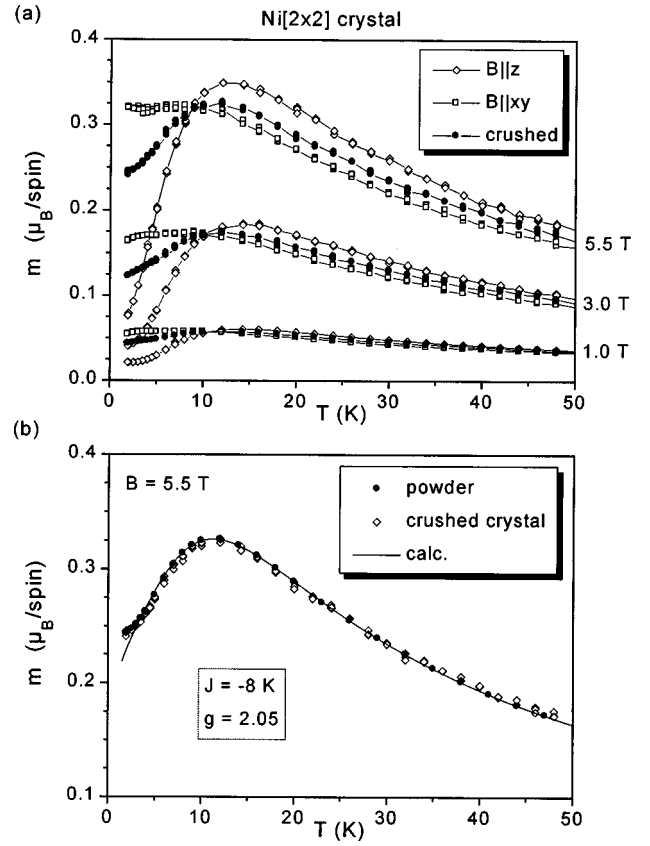 (a)
Ni[2x2] crystal
0.4
0.3
0.2
0.1
0.0
m (μB/spin)
B||z
B||xy
crushed
5.5 T
3.0 T
1.0 T
0 10 20 30 40 50
T (K)
(b)
0.4
0.3
0.2
0.1
m (μB/spin)
B = 5.5 T
powder
crushed crystal
calc.
J = -8 K
g = 2.05
0 10 20 30 40 50
T (K)